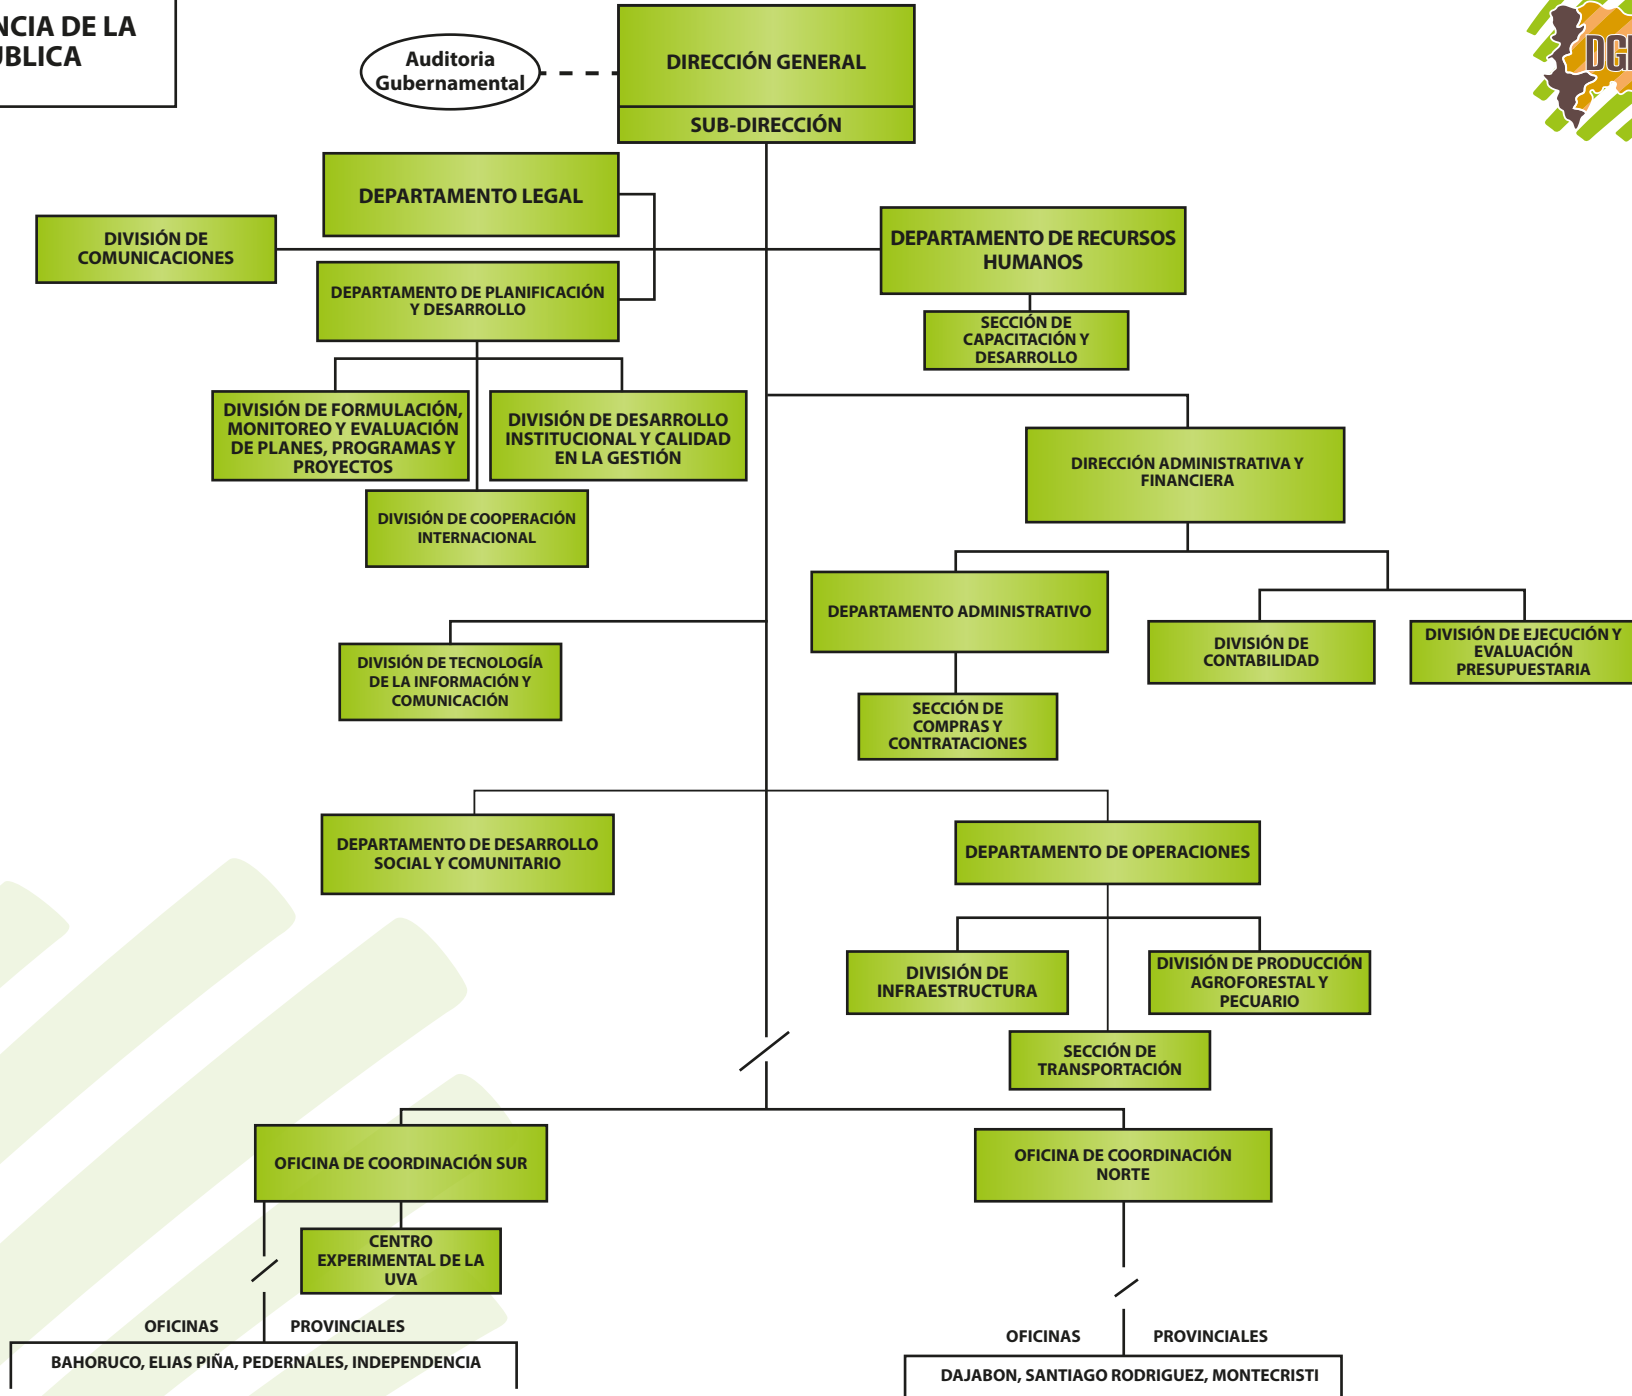 NCIA DE LA
ÚBLICA
Auditoria
Gubernamental
DIRECCIÓN GENERAL
SUB-DIRECCIÓN
DEPARTAMENTO LEGAL
DIVISIÓN DE
COMUNICACIONES
DEPARTAMENTO DE RECURSOS
HUMANOS
DEPARTAMENTO DE PLANIFICACIÓN
Y DESARROLLO
SECCIÓN DE
CAPACITACIÓN Y
DESARROLLO
DIVISIÓN DE FORMULACIÓN,
MONITOREO Y EVALUACIÓN
DE PLANES, PROGRAMAS Y
PROYECTOS
DIVISIÓN DE DESARROLLO
INSTITUCIONAL Y CALIDAD
EN LA GESTIÓN
DIVISIÓN DE COOPERACIÓN
INTERNACIONAL
DIRECCIÓN ADMINISTRATIVA Y
FINANCIERA
DEPARTAMENTO ADMINISTRATIVO
DIVISIÓN DE
CONTABILIDAD
DIVISIÓN DE EJECUCIÓN Y
EVALUACIÓN
PRESUPUESTARIA
DIVISIÓN DE TECNOLOGÍA
DE LA INFORMACIÓN Y
COMUNICACIÓN
SECCIÓN DE
COMPRAS Y
CONTRATACIONES
DEPARTAMENTO DE DESARROLLO
SOCIAL Y COMUNITARIO
DEPARTAMENTO DE OPERACIONES
DIVISIÓN DE
INFRAESTRUCTURA
DIVISIÓN DE PRODUCCIÓN
AGROFORESTAL Y
PECUARIO
SECCIÓN DE
TRANSPORTACIÓN
OFICINA DE COORDINACIÓN SUR
OFICINA DE COORDINACIÓN
NORTE
CENTRO
EXPERIMENTAL DE LA
UVA
OFICINAS PROVINCIALES
BAHORUCO, ELIAS PIÑA, PEDERNALES, INDEPENDENCIA
OFICINAS PROVINCIALES
DAJABON, SANTIAGO RODRIGUEZ, MONTECRISTI